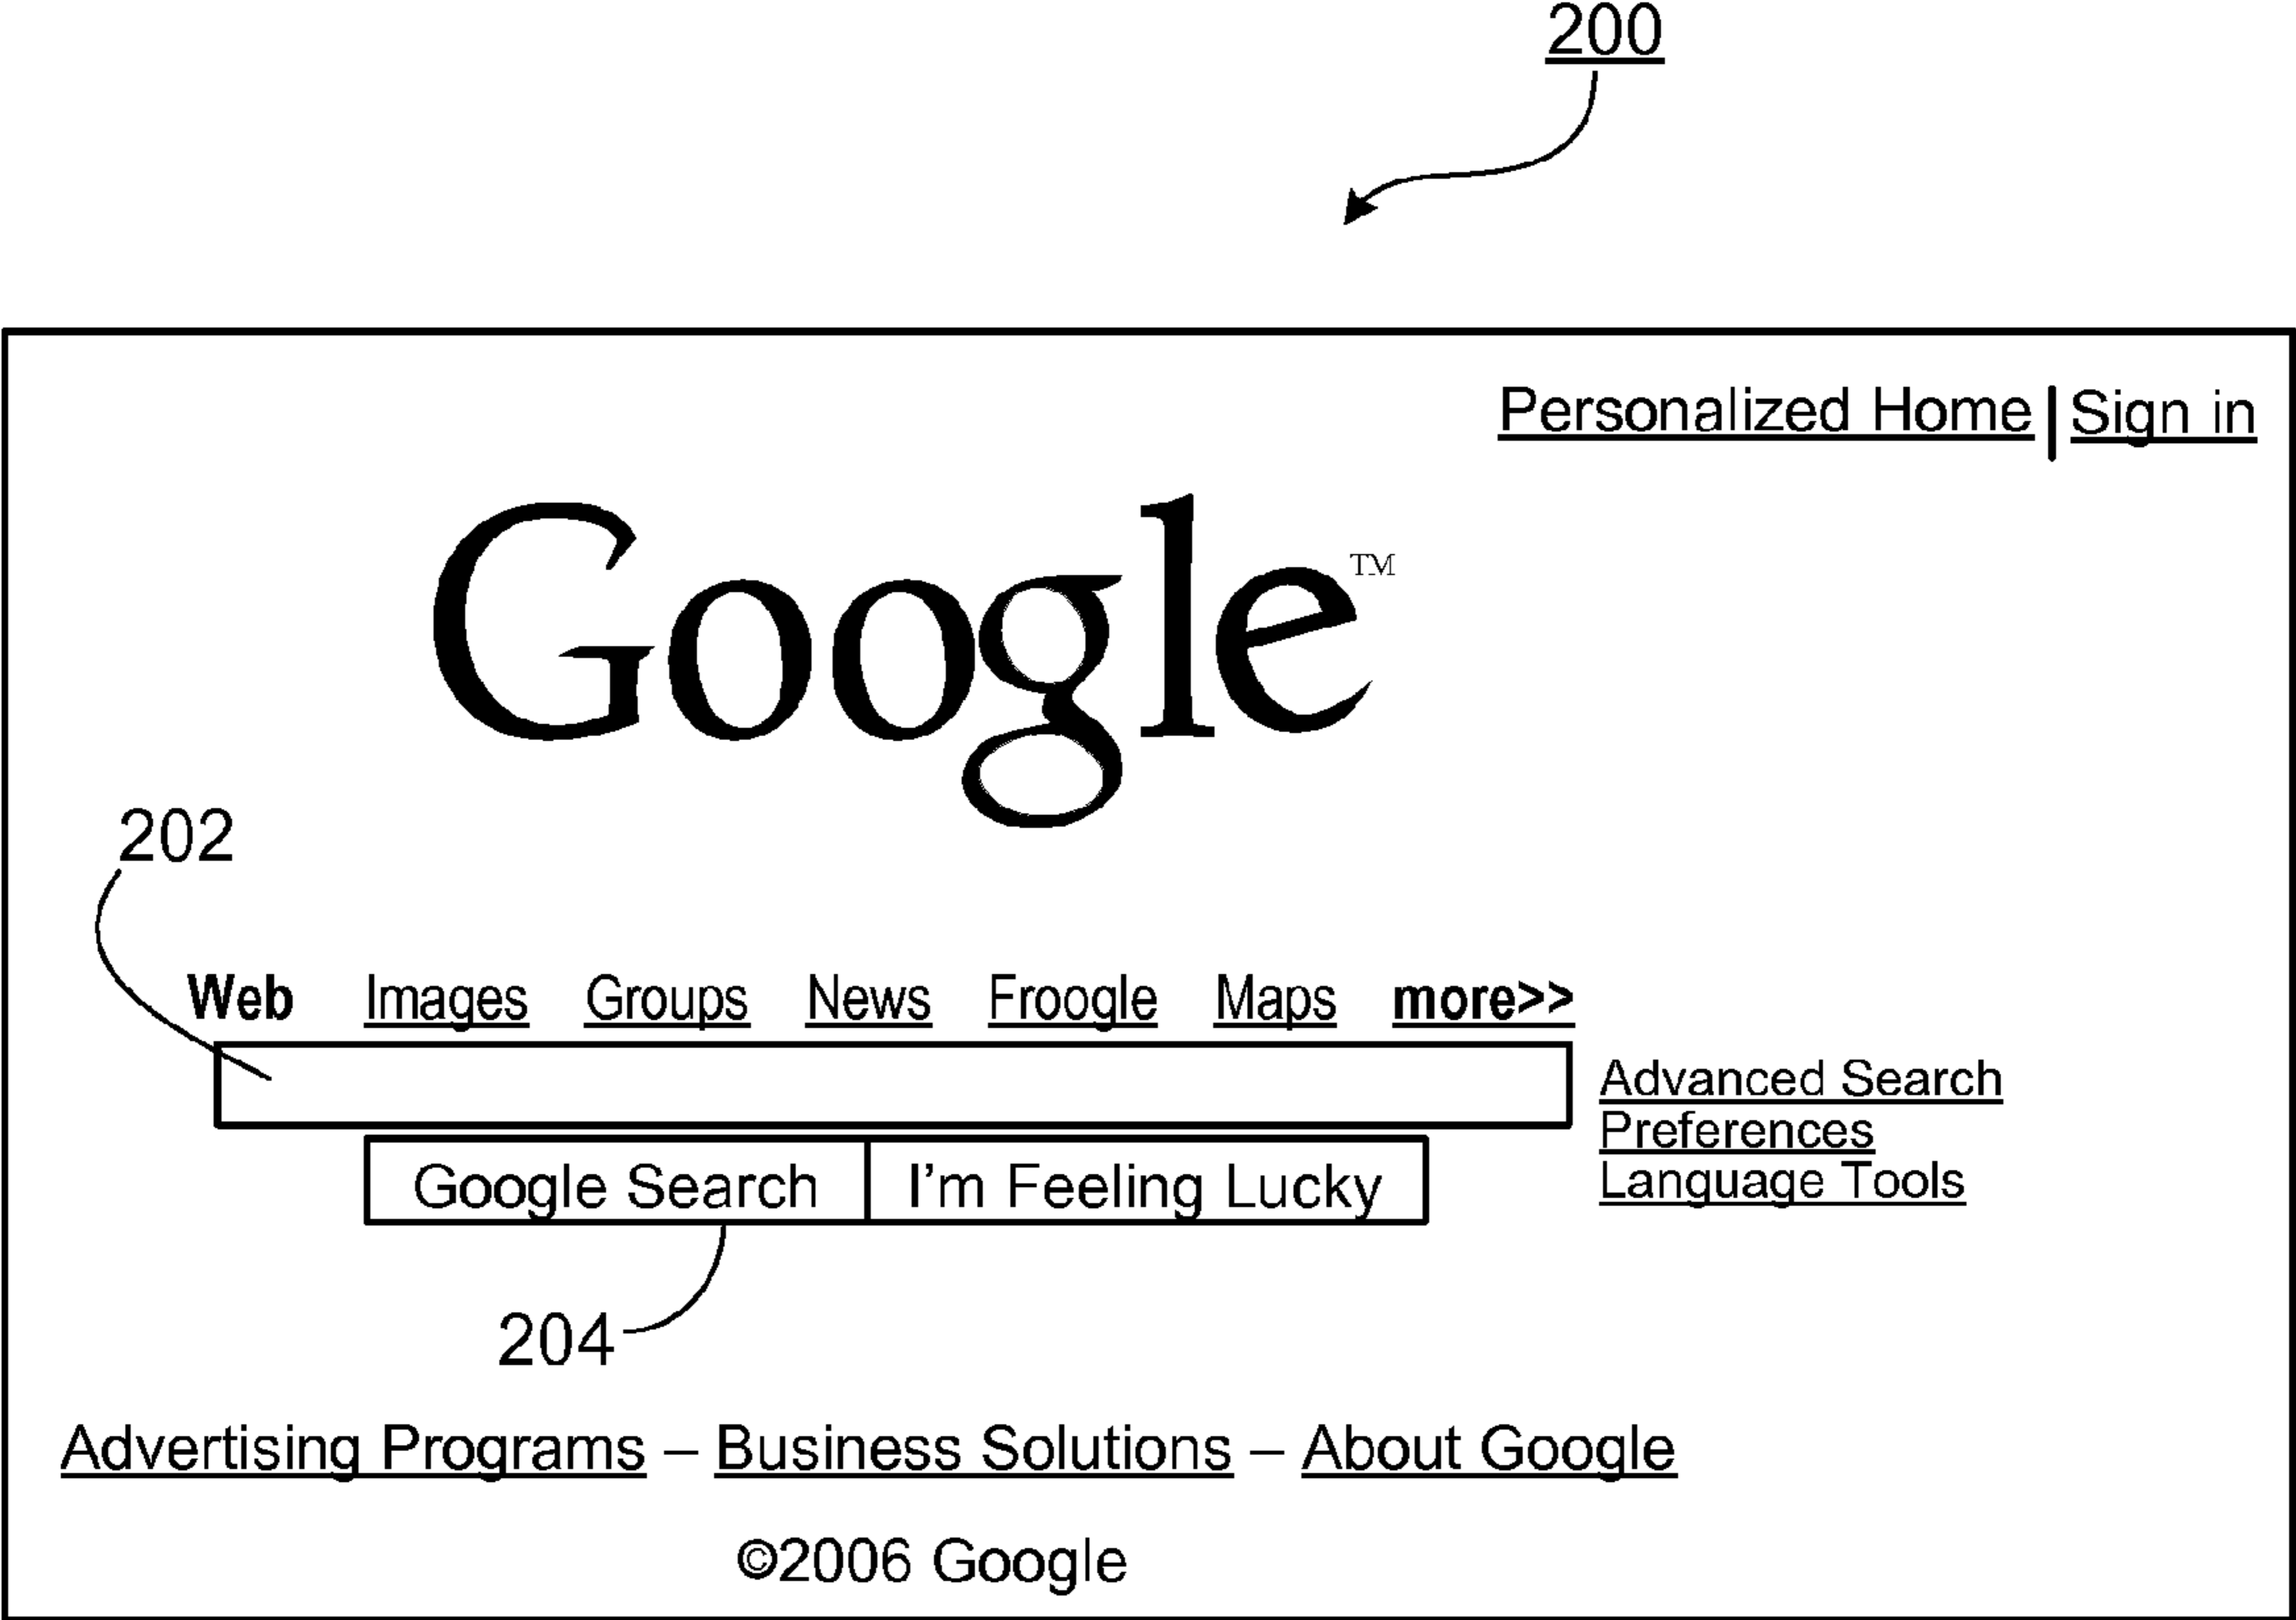 200
Personalized Home | Sign in
Google™
202
Web Images Groups News Froogle Maps more>>
Advanced Search
Preferences
Language Tools
Google Search I'm Feeling Lucky
204
Advertising Programs – Business Solutions – About Google
©2006 Google